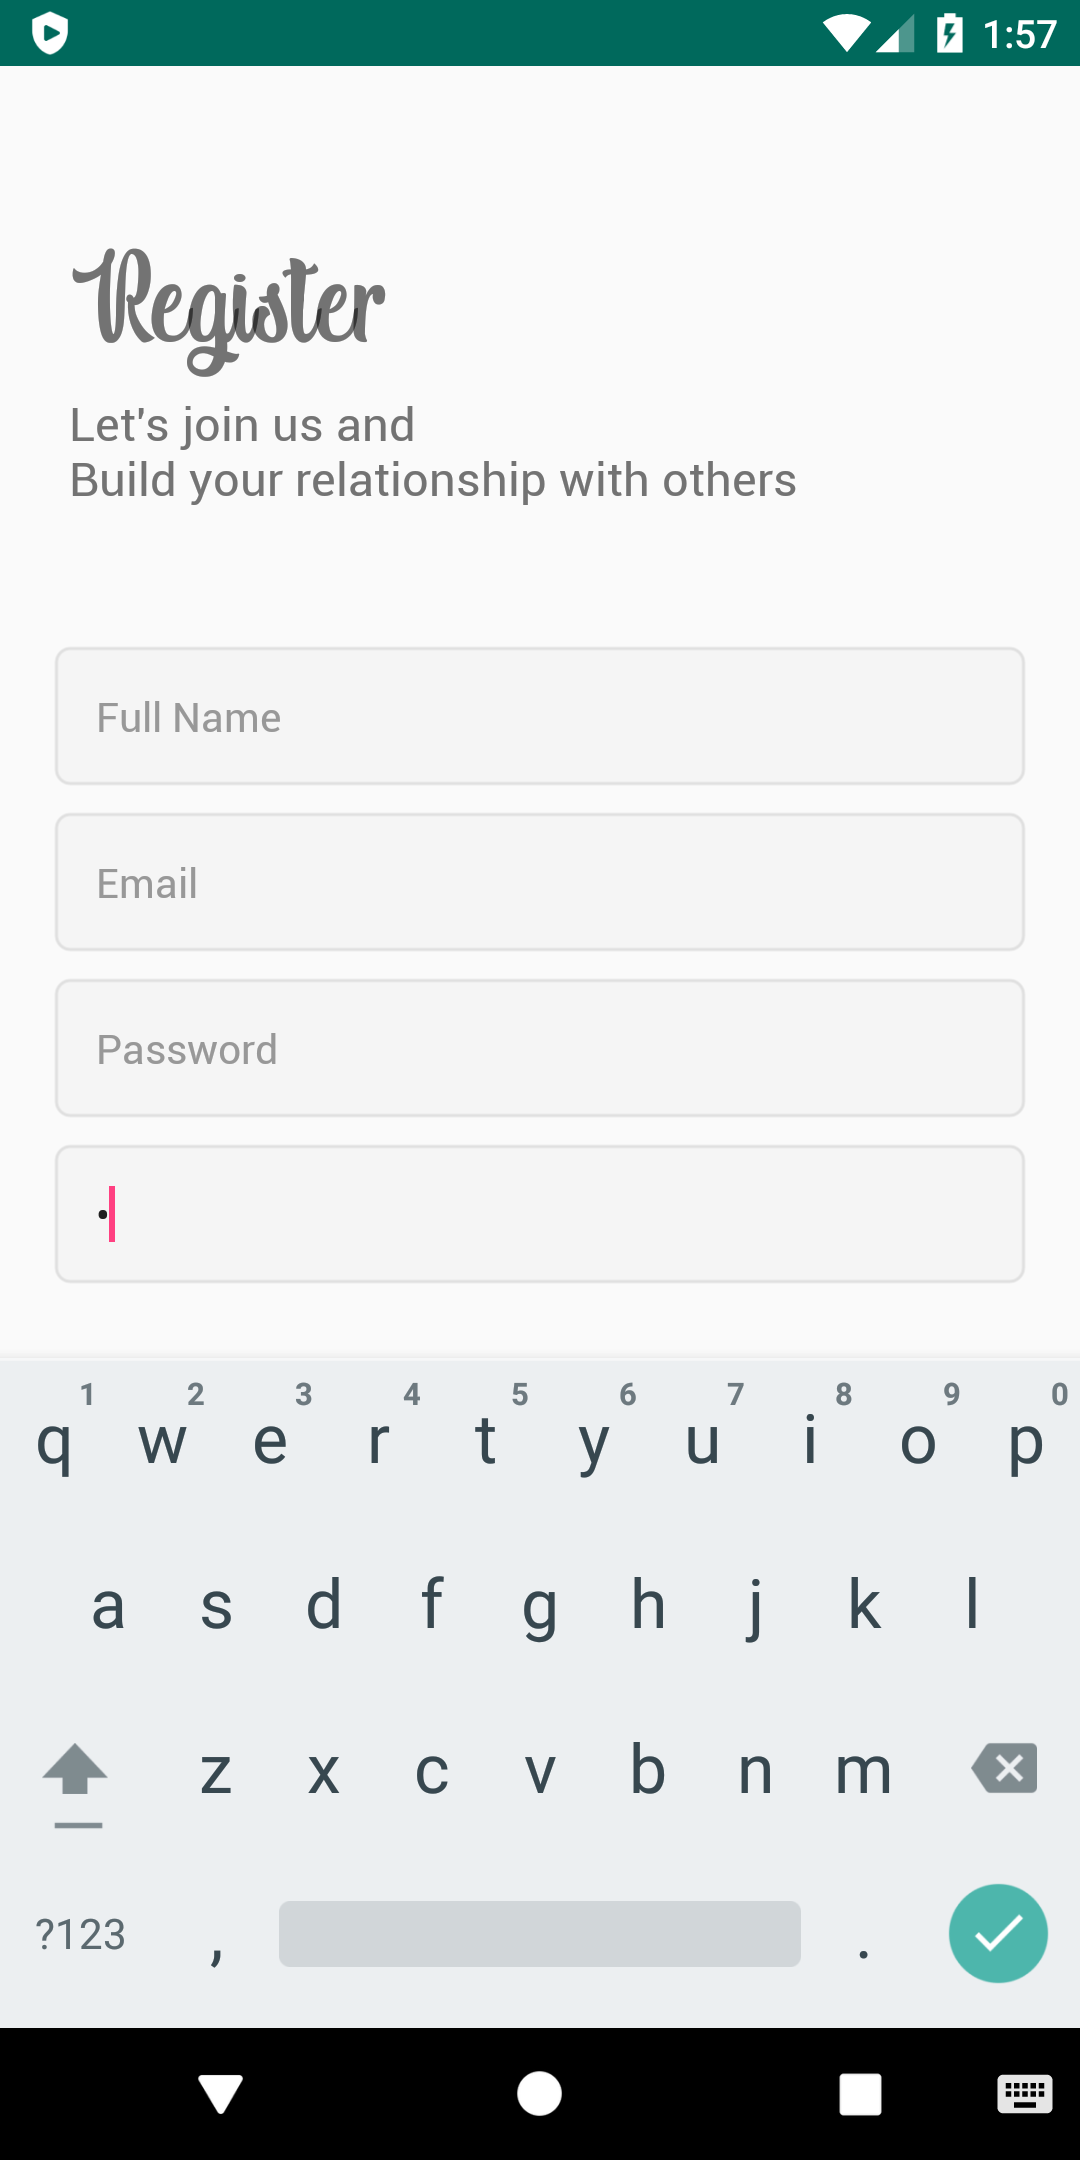 1:57
Register
Let's join us and
Build your relationship with others
Full Name
Email
Password
•
1 2 3 4 5 6 7 8 9 0
q w e r t y u i o p
a s d f g h j k l
z x c v b n m
?123 , .